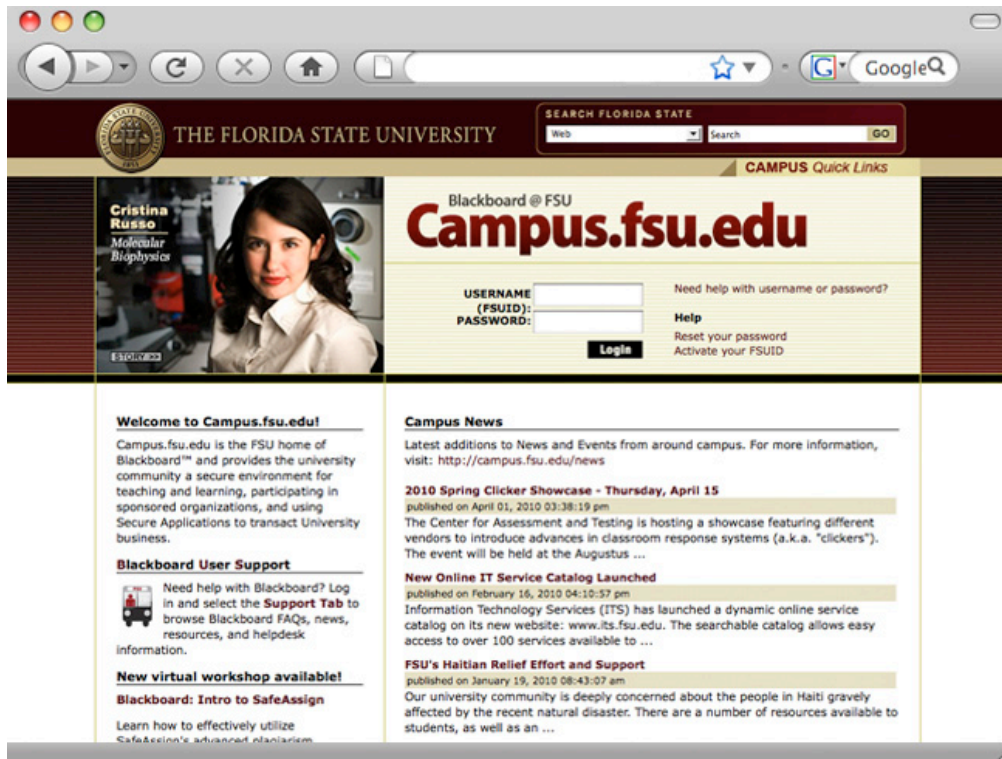 Google
THE FLORIDA STATE UNIVERSITY
SEARCH FLORIDA STATE
Web
Search
GO
CAMPUS Quick Links
Cristina
Russo
Molecular
Biophysics
STORY >>
Blackboard @ FSU
Campus.fsu.edu
USERNAME
(FSUID):
PASSWORD:
Login
Need help with username or password?
Help
Reset your password
Activate your FSUID
Welcome to Campus.fsu.edu!
Campus.fsu.edu is the FSU home of
Blackboard™ and provides the university
community a secure environment for
teaching and learning, participating in
sponsored organizations, and using
Secure Applications to transact University
business.
Blackboard User Support
Need help with Blackboard? Log
in and select the Support Tab to
browse Blackboard FAQs, news,
resources, and helpdesk
information.
New virtual workshop available!
Blackboard: Intro to SafeAssign
Learn how to effectively utilize
SafeAssign's advanced plagiarism
Campus News
Latest additions to News and Events from around campus. For more information,
visit: http://campus.fsu.edu/news
2010 Spring Clicker Showcase - Thursday, April 15
published on April 01, 2010 03:38:19 pm
The Center for Assessment and Testing is hosting a showcase featuring different
vendors to introduce advances in classroom response systems (a.k.a. "clickers").
The event will be held at the Augustus ...
New Online IT Service Catalog Launched
published on February 16, 2010 04:10:57 pm
Information Technology Services (ITS) has launched a dynamic online service
catalog on its new website: www.its.fsu.edu. The searchable catalog allows easy
access to over 100 services available to ...
FSU's Haitian Relief Effort and Support
published on January 19, 2010 08:43:07 am
Our university community is deeply concerned about the people in Haiti gravely
affected by the recent natural disaster. There are a number of resources available to
students, as well as an ...